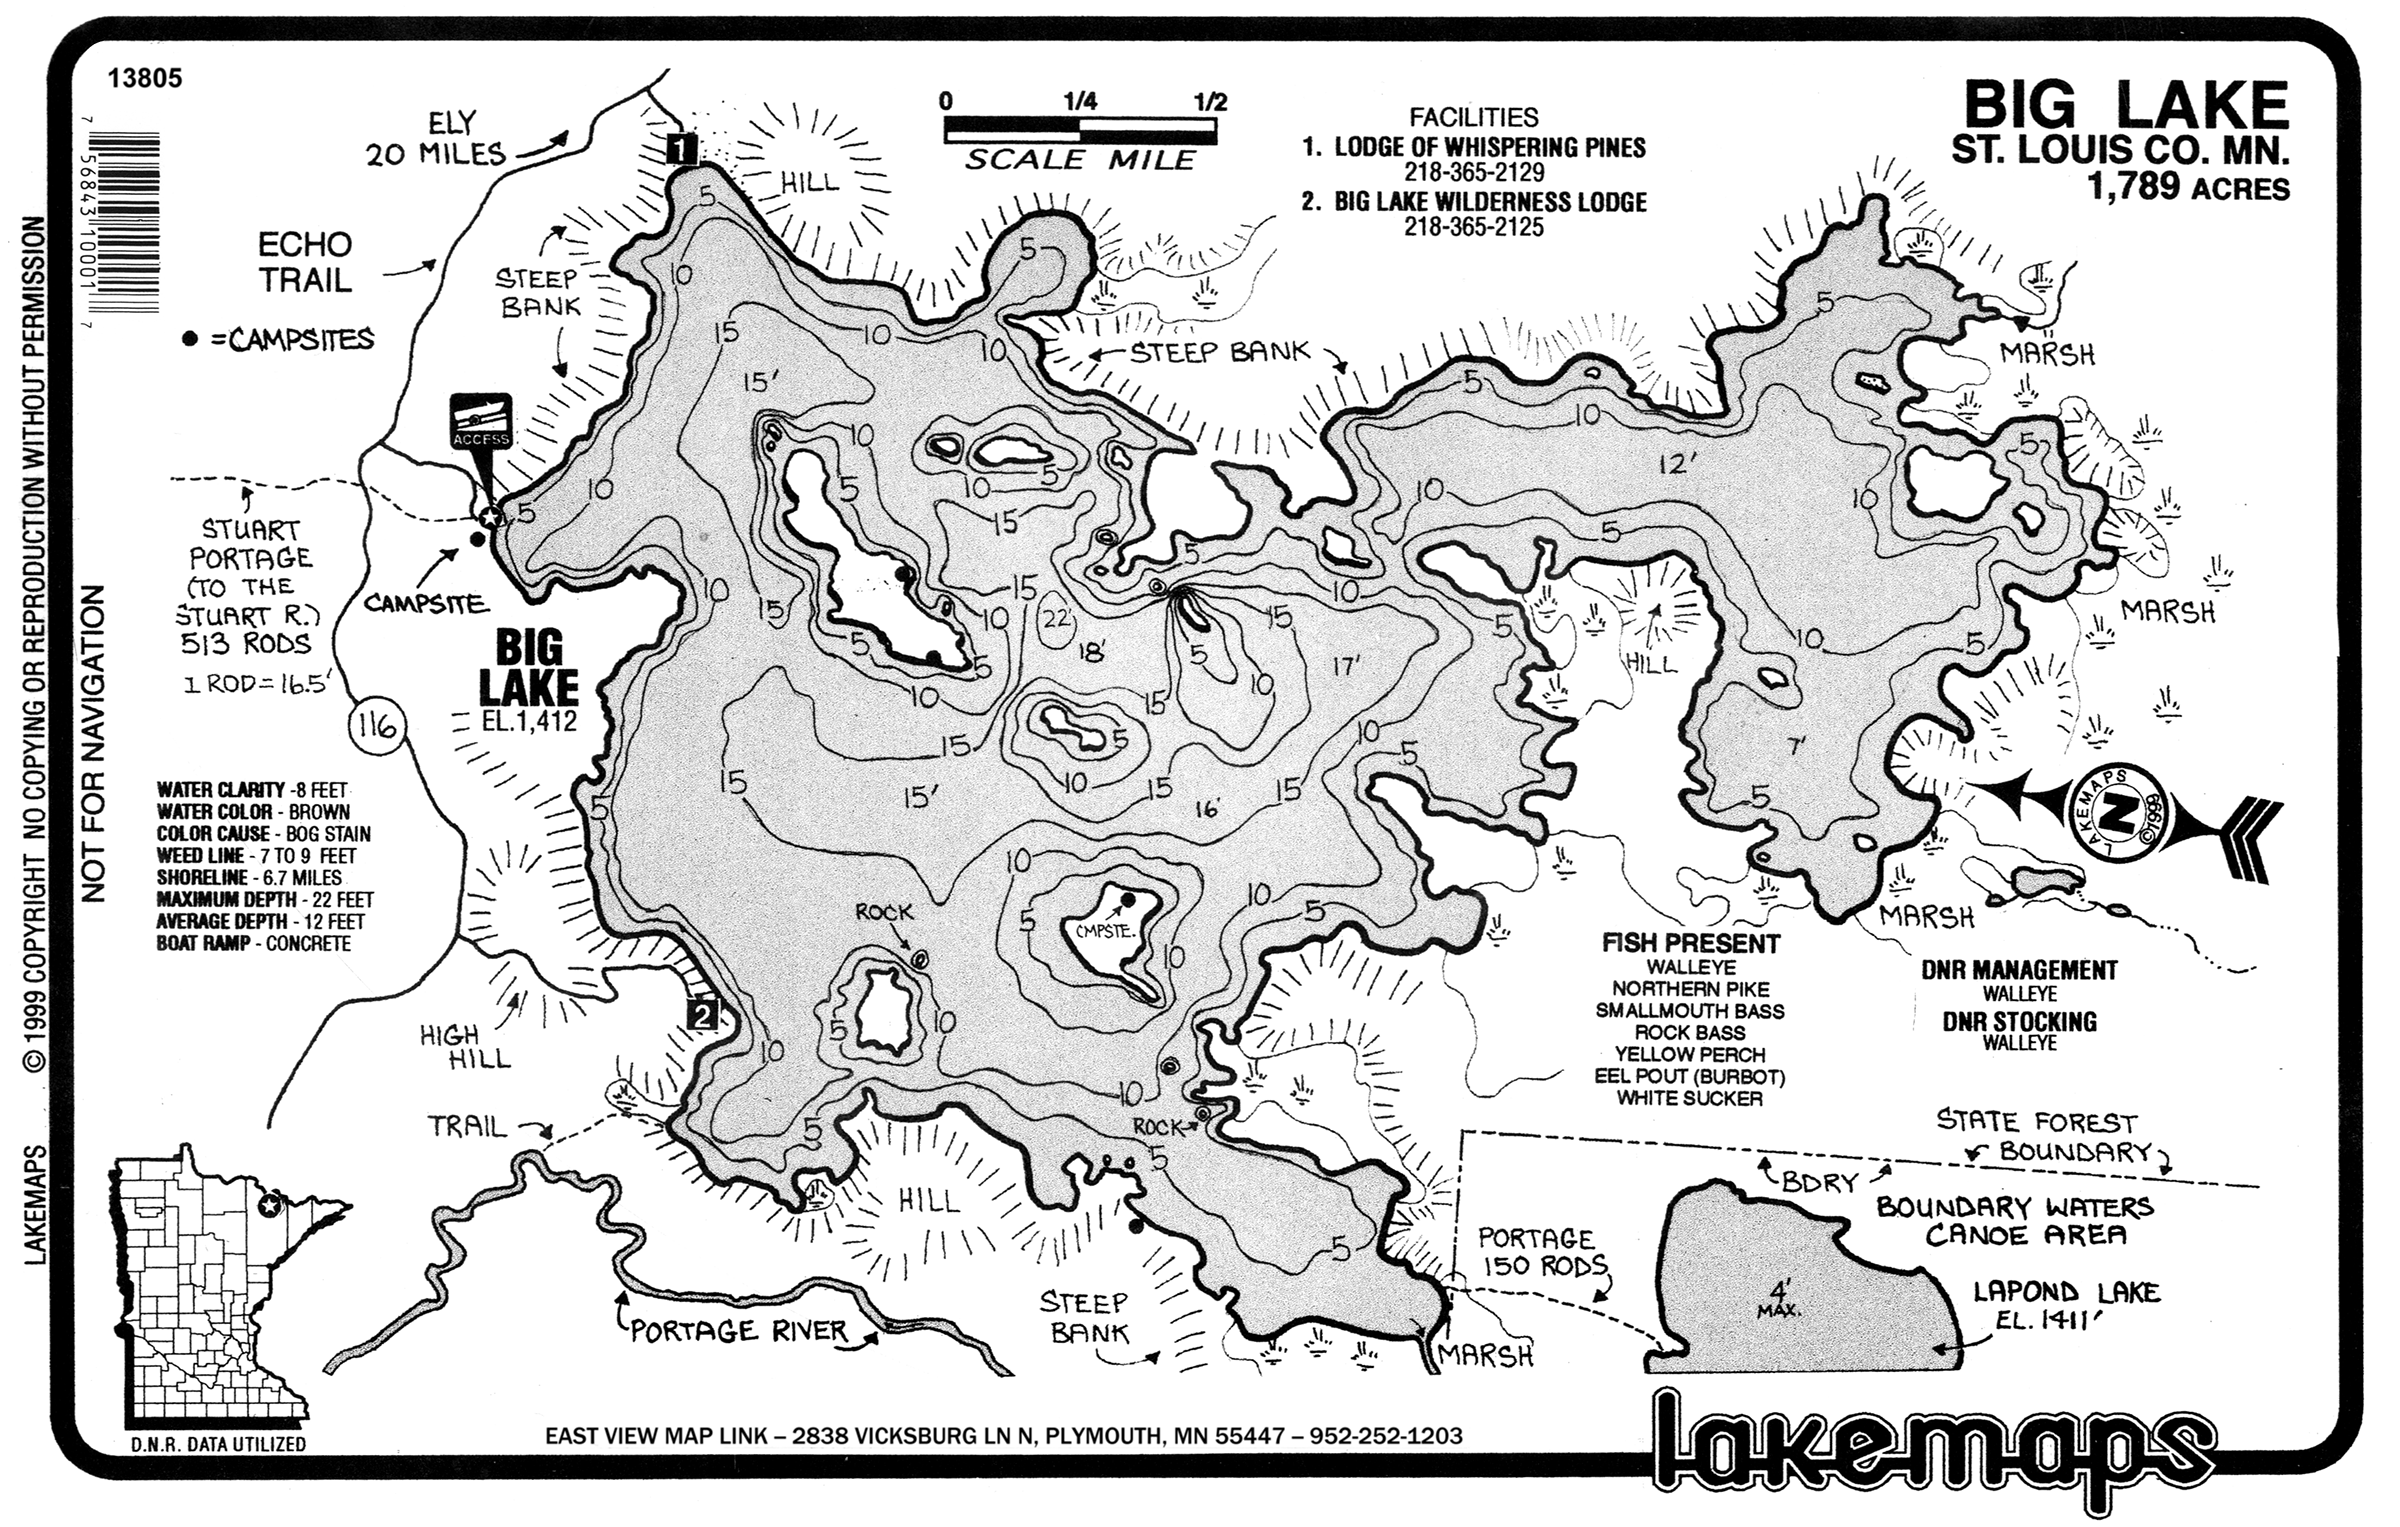 13805
7 56843 10001 7
ELY
20 MILES
ECHO
TRAIL
● =CAMPSITES
STEEP
BANK
1
HILL
0 1/4 1/2
SCALE MILE
FACILITIES
1. LODGE OF WHISPERING PINES
218-365-2129
2. BIG LAKE WILDERNESS LODGE
218-365-2125
BIG LAKE
ST. LOUIS CO. MN.
1,789 ACRES
STEEP BANK
MARSH
ACCESS
STUART
PORTAGE
(TO THE
STUART R.)
513 RODS
1 ROD=16.5'
CAMPSITE
BIG
LAKE
EL.1,412
116
5
10
15
15'
10
5
10
5
10
15
10
5
10
5
15
15
10
22'
18'
5
15
10
17'
15
10
5
5
10
12'
10
5
5
10
5
10
5
7'
5
5
10
15
15
15'
5
10
15
16'
15
10
5
10
5
10
10
5
5
10
10
5
10
5
5
HILL
MARSH
MARSH
LAKEMAPS
N
©1999
WATER CLARITY -8 FEET
WATER COLOR - BROWN
COLOR CAUSE - BOG STAIN
WEED LINE - 7 TO 9 FEET
SHORELINE - 6.7 MILES
MAXIMUM DEPTH - 22 FEET
AVERAGE DEPTH - 12 FEET
BOAT RAMP - CONCRETE
ROCK
CMPSTE.
2
HIGH
HILL
TRAIL
ROCK
HILL
PORTAGE RIVER
STEEP
BANK
MARSH
FISH PRESENT
WALLEYE
NORTHERN PIKE
SMALLMOUTH BASS
ROCK BASS
YELLOW PERCH
EEL POUT (BURBOT)
WHITE SUCKER
DNR MANAGEMENT
WALLEYE
DNR STOCKING
WALLEYE
STATE FOREST
BOUNDARY
BDRY
BOUNDARY WATERS
CANOE AREA
PORTAGE
150 RODS
4'
MAX.
LAPOND LAKE
EL. 1411'
NOT FOR NAVIGATION
LAKEMAPS © 1999 COPYRIGHT NO COPYING OR REPRODUCTION WITHOUT PERMISSION
D.N.R. DATA UTILIZED
EAST VIEW MAP LINK – 2838 VICKSBURG LN N, PLYMOUTH, MN 55447 – 952-252-1203
lakemaps